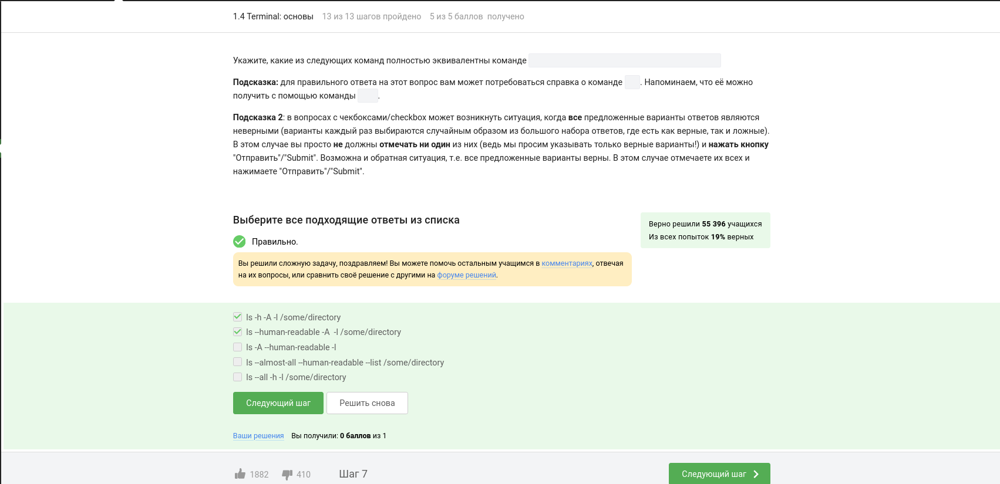 1.4 Terminal: основы 13 из 13 шагов пройдено 5 из 5 баллов получено
Укажите, какие из следующих команд полностью эквивалентны команде
Подсказка: для правильного ответа на этот вопрос вам может потребоваться справка о команде . Напоминаем, что её можно
получить с помощью команды .
Подсказка 2: в вопросах с чекбоксами/checkbox может возникнуть ситуация, когда все предложенные варианты ответов являются
неверными (варианты каждый раз выбираются случайным образом из большого набора ответов, где есть как верные, так и ложные).
В этом случае вы просто не должны отмечать ни один из них (ведь мы просим указывать только верные варианты!) и нажать кнопку
"Отправить"/"Submit". Возможна и обратная ситуация, т.е. все предложенные варианты верны. В этом случае отмечаете их всех и
нажимаете "Отправить"/"Submit".
Выберите все подходящие ответы из списка
Верно решили 55 396 учащихся
Из всех попыток 19% верных
Правильно.
Вы решили сложную задачу, поздравляем! Вы можете помочь остальным учащимся в комментариях, отвечая
на их вопросы, или сравнить своё решение с другими на форуме решений.
ls -h -A -l /some/directory
ls --human-readable -A  -l /some/directory
ls -A --human-readable -l
ls --almost-all --human-readable --list /some/directory
ls --all -h -l /some/directory
Следующий шаг Решить снова
Ваши решения Вы получили: 0 баллов из 1
1882 410 Шаг 7 Следующий шаг